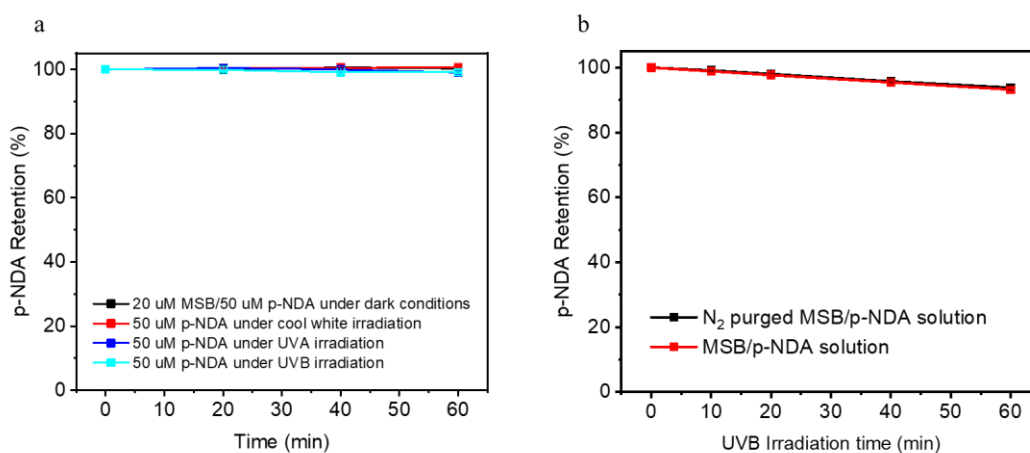 a
p-NDA Retention (%)
100
80
60
40
20
0
20 uM MSB/50 uM p-NDA under dark conditions
50 uM p-NDA under cool white irradiation
50 uM p-NDA under UVA irradiation
50 uM p-NDA under UVB irradiation
0 10 20 30 40 50 60
Time (min)
b
p-NDA Retention (%)
100
80
60
40
20
0
N₂ purged MSB/p-NDA solution
MSB/p-NDA solution
0 10 20 30 40 50 60
UVB Irradiation time (min)